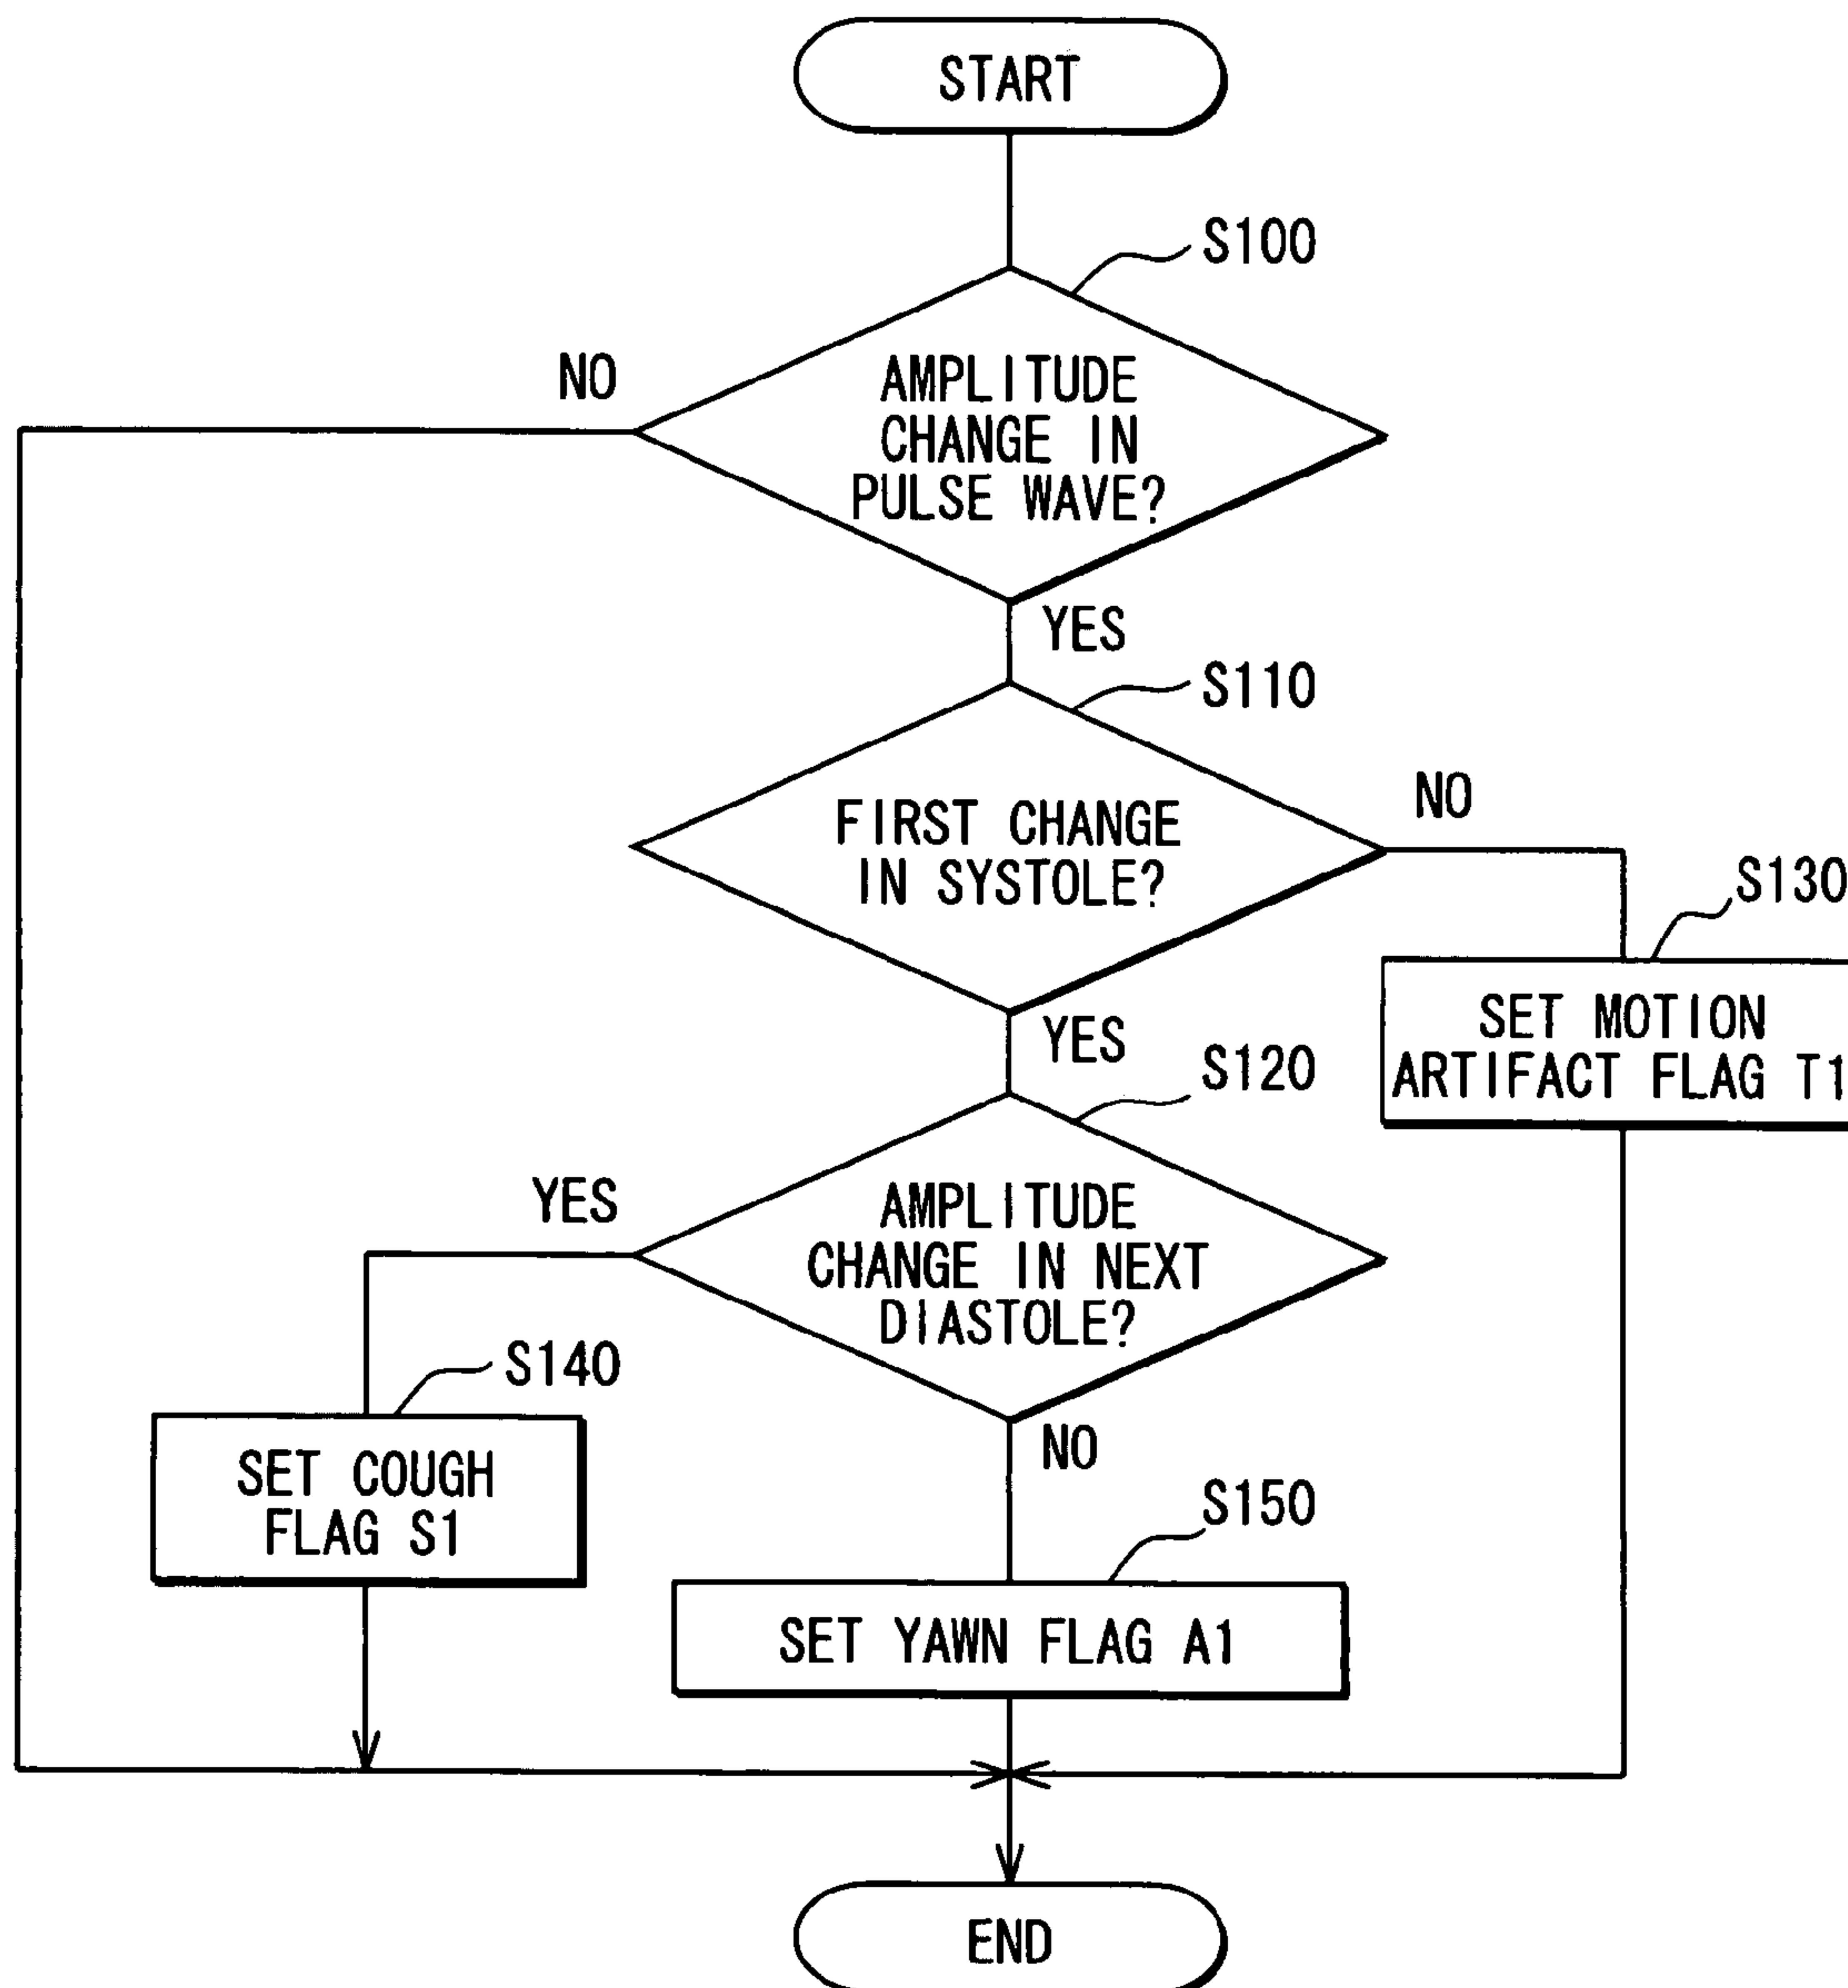 START
S100
NO
AMPLITUDE
CHANGE IN
PULSE WAVE?
YES
S110
FIRST CHANGE
IN SYSTOLE?
NO
S130
SET MOTION
ARTIFACT FLAG T1
YES
S120
YES
AMPLITUDE
CHANGE IN NEXT
DIASTOLE?
S140
SET COUGH
FLAG S1
NO
S150
SET YAWN FLAG A1
END